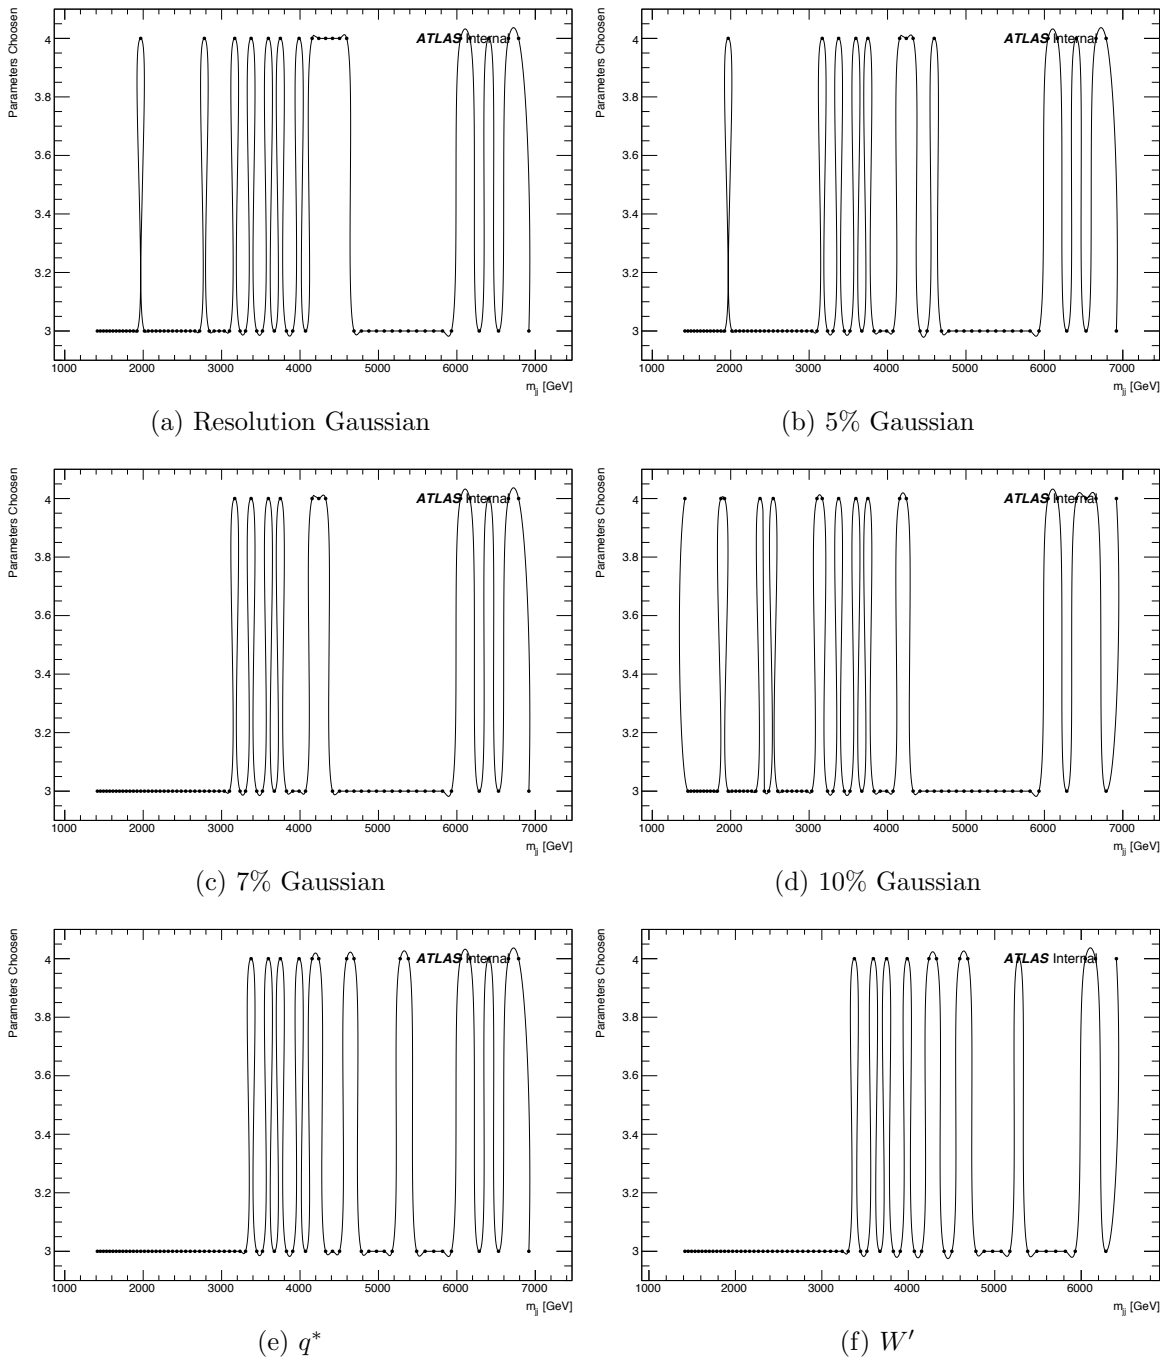 Parameters Choosen
ATLAS Internal
4
3.8
3.6
3.4
3.2
3
1000 2000 3000 4000 5000 6000 7000
m_jj [GeV]
(a) Resolution Gaussian
Parameters Choosen
ATLAS Internal
4
3.8
3.6
3.4
3.2
3
1000 2000 3000 4000 5000 6000 7000
m_jj [GeV]
(b) 5% Gaussian
Parameters Choosen
ATLAS Internal
4
3.8
3.6
3.4
3.2
3
1000 2000 3000 4000 5000 6000 7000
m_jj [GeV]
(c) 7% Gaussian
Parameters Choosen
ATLAS Internal
4
3.8
3.6
3.4
3.2
3
1000 2000 3000 4000 5000 6000 7000
m_jj [GeV]
(d) 10% Gaussian
Parameters Choosen
ATLAS Internal
4
3.8
3.6
3.4
3.2
3
1000 2000 3000 4000 5000 6000 7000
m_jj [GeV]
(e) q*
Parameters Choosen
ATLAS Internal
4
3.8
3.6
3.4
3.2
3
1000 2000 3000 4000 5000 6000
m_jj [GeV]
(f) W′